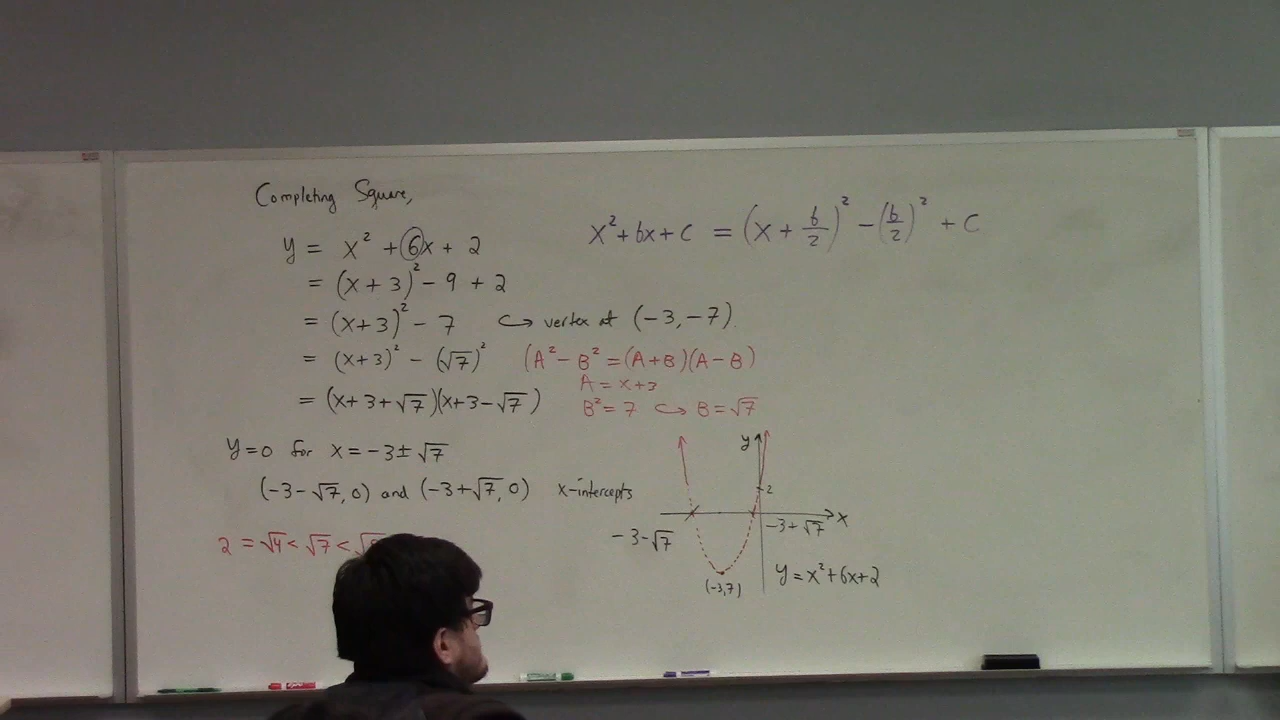 Completing Square,
y = x² + 6x + 2
= (x + 3)² - 9 + 2
= (x+3)² - 7 ↪ vertex at (-3, -7).
= (x+3)² - (√7)² (A² - B² = (A+B)(A-B)
A = x+3
= (x+3+√7)(x+3-√7) B² = 7 ↪ B = √7
y=0 for x = -3 ± √7
(-3-√7, 0) and (-3+√7, 0) x-intercepts
2 = √4 < √7 <
x² + bx + C = (x + b/2)² - (b/2)² + C
y
2
x
-3-√7
-3+√7
(-3,7)
y = x² + 6x + 2